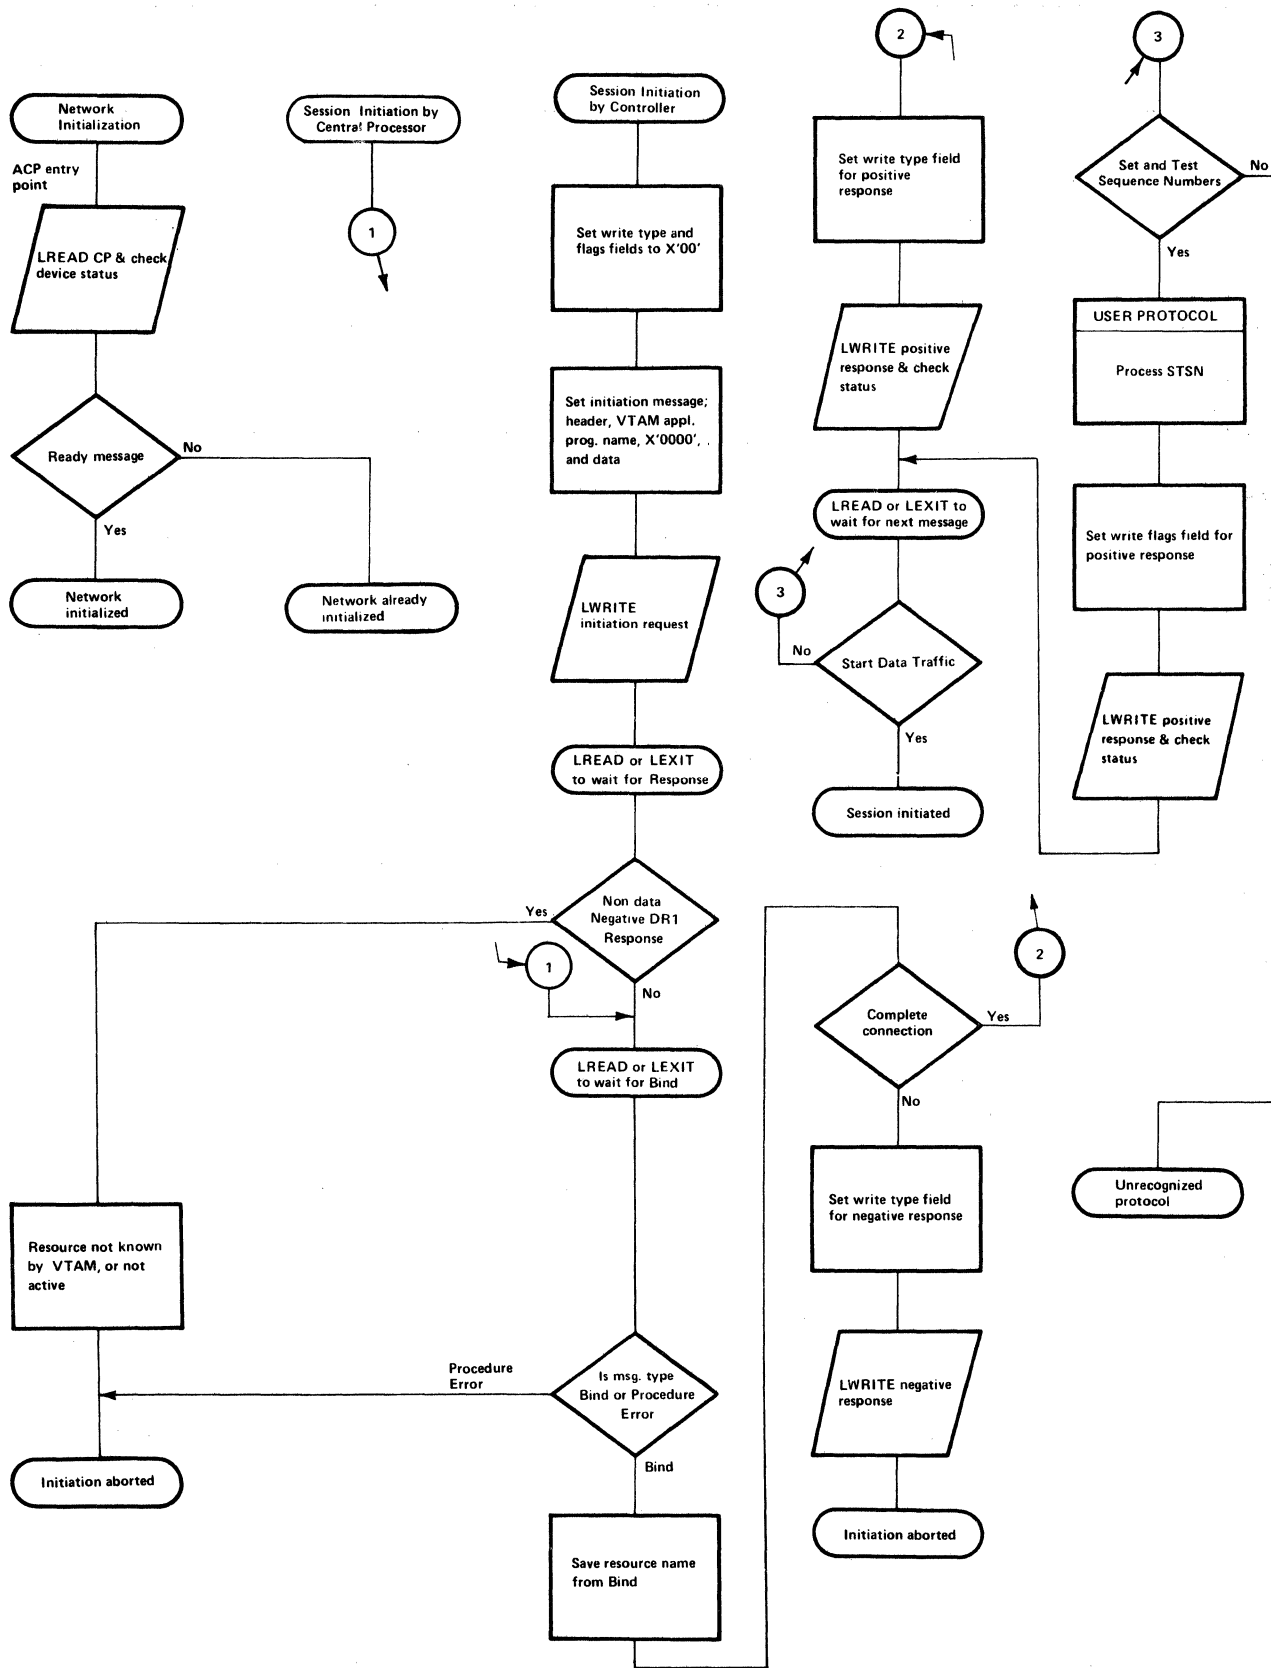 Network
Initialization
ACP entry
point
LREAD CP & check
device status
Ready message
No
Yes
Network
initialized
Network already
initialized
Session Initiation by
Central Processor
1
Session Initiation
by Controller
Set write type and
flags fields to X'00'
Set initiation message;
header, VTAM appl.
prog. name, X'0000',
and data
LWRITE
initiation request
LREAD or LEXIT
to wait for Response
Non data
Negative DR1
Response
Yes
1
No
LREAD or LEXIT
to wait for Bind
Resource not known
by VTAM, or not
active
Is msg. type
Bind or Procedure
Error
Procedure
Error
Initiation aborted
Bind
Save resource name
from Bind
2
Set write type field
for positive
response
LWRITE positive
response & check
status
LREAD or LEXIT to
wait for next message
3
No
Start Data Traffic
Yes
Session initiated
Complete
connection
Yes
2
No
Set write type field
for negative response
LWRITE negative
response
Initiation aborted
3
Set and Test
Sequence Numbers
No
Yes
USER PROTOCOL
Process STSN
Set write flags field for
positive response
LWRITE positive
response & check
status
Unrecognized
protocol